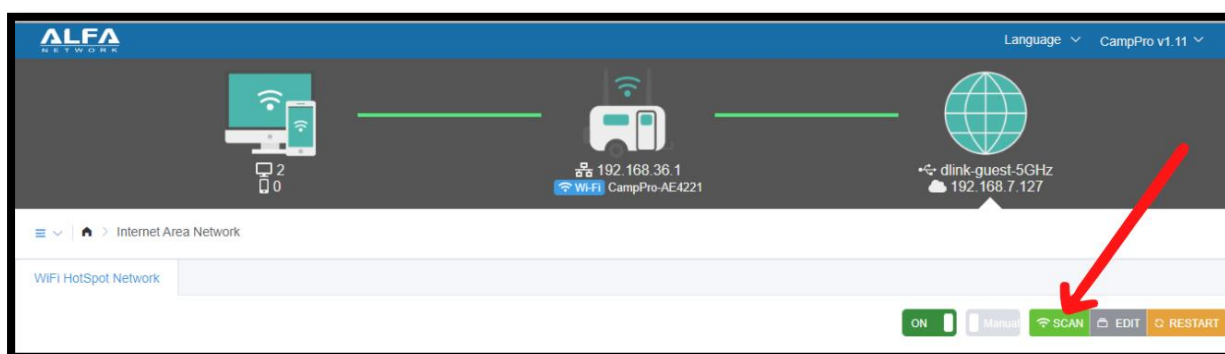 ALFA
NETWORK
Language
CampPro v1.11
2
0
192.168.36.1
Wi-Fi CampPro-AE4221
dlink-guest-5GHz
192.168.7.127
Internet Area Network
WiFi HotSpot Network
ON Manual SCAN EDIT RESTART